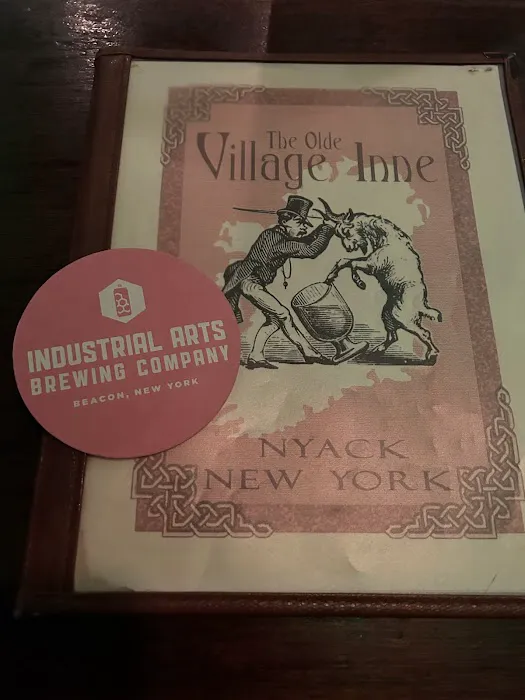 The Olde
Village Inne
INDUSTRIAL ARTS
BREWING COMPANY
BEACON, NEW YORK
NYACK
NEW YORK